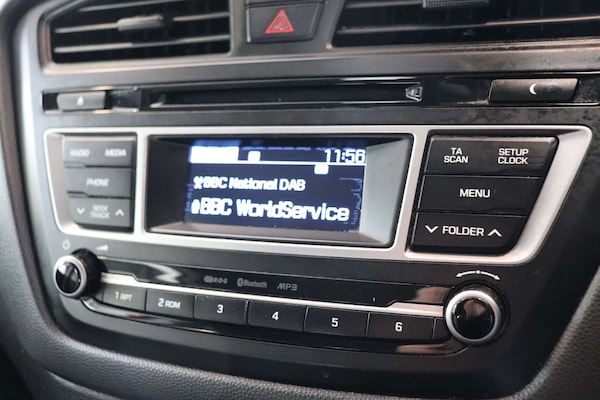 11:56
BBC National DAB
BBC WorldService
RADIO
MEDIA
PHONE
SEEK
TRACK
TA
SCAN
SETUP
CLOCK
MENU
FOLDER
Bluetooth
MP3
1 RPT
2 RDM
3
4
5
6